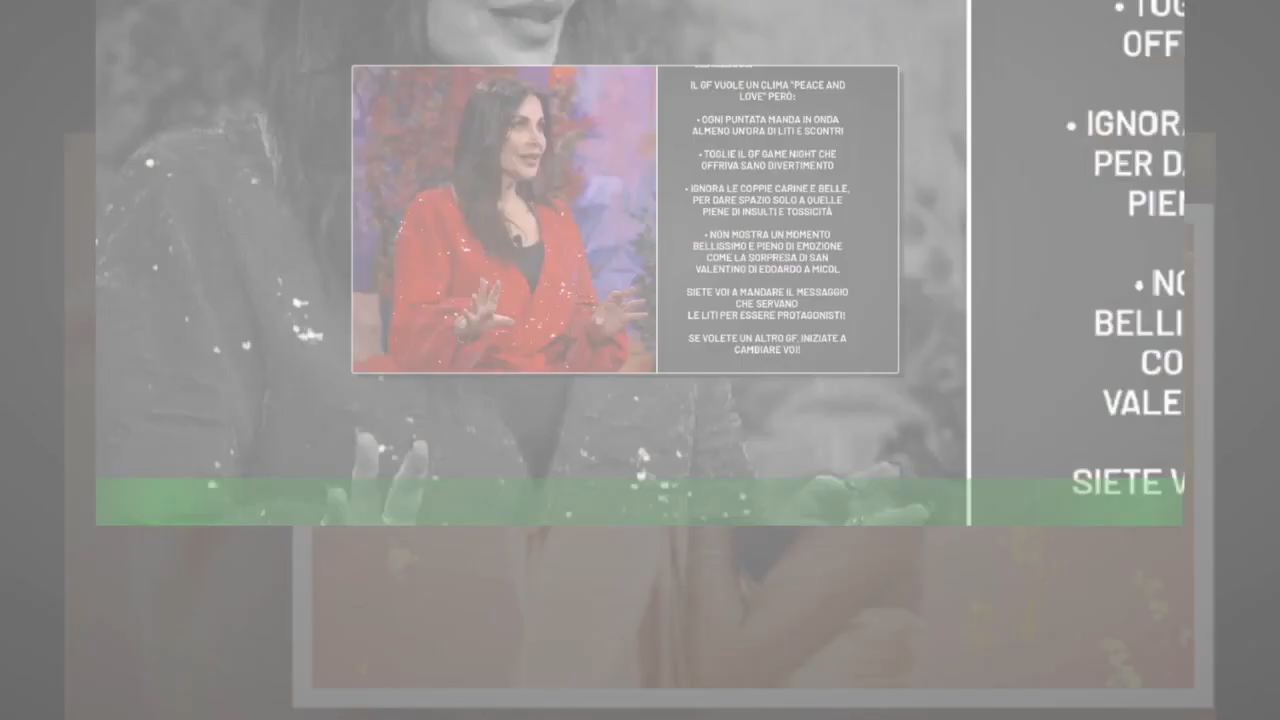 IL GF VUOLE UN CLIMA "PEACE AND
LOVE" PERÒ:
• OGNI PUNTATA MANDA IN ONDA
ALMENO UN'ORA DI LITI E SCONTRI
• TOGLIE IL GF GAME NIGHT CHE
OFFRIVA SANO DIVERTIMENTO
• IGNORA LE COPPIE CARINE E BELLE,
PER DARE SPAZIO SOLO A QUELLE
PIENE DI INSULTI E TOSSICITÀ
• NON MOSTRA UN MOMENTO
BELLISSIMO E PIENO DI EMOZIONE
COME LA SORPRESA DI SAN
VALENTINO DI EDOARDO A MICOL
SIETE VOI A MANDARE IL MESSAGGIO
CHE SERVANO
LE LITI PER ESSERE PROTAGONISTI!
SE VOLETE UN ALTRO GF, INIZIATE A
CAMBIARE VOI!
• TOG
OFF
• IGNOR
PER D
PIE
• NO
BELLI
CO
VALE
SIETE V